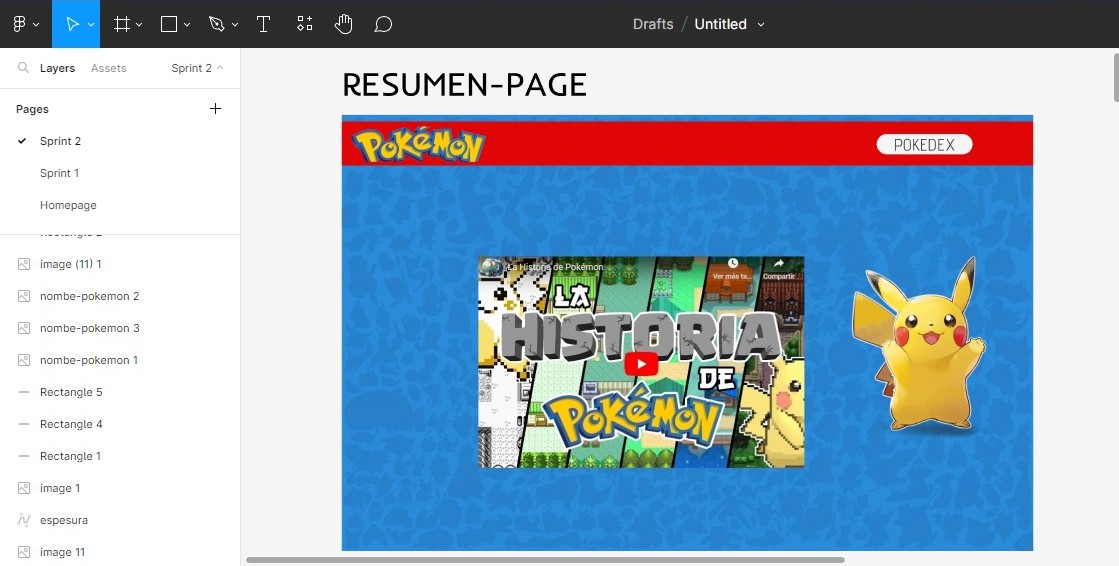 Drafts / Untitled
Layers Assets Sprint 2
Pages
Sprint 2
Sprint 1
Homepage
image (11) 1
nombe-pokemon 2
nombe-pokemon 3
nombe-pokemon 1
Rectangle 5
Rectangle 4
Rectangle 1
image 1
espesura
image 11
RESUMEN-PAGE
POKéMON
POKEDEX
La Historia de Pokémon
Ver más ta... Compartir
LA
HISTORIA
DE
POKéMON